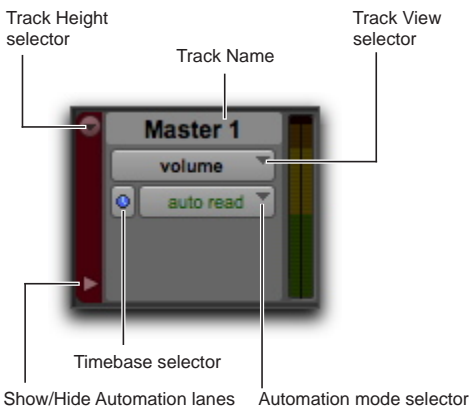 Track Height
selector
Track View
selector
Track Name
Master 1
volume
auto read
Timebase selector
Show/Hide Automation lanes
Automation mode selector